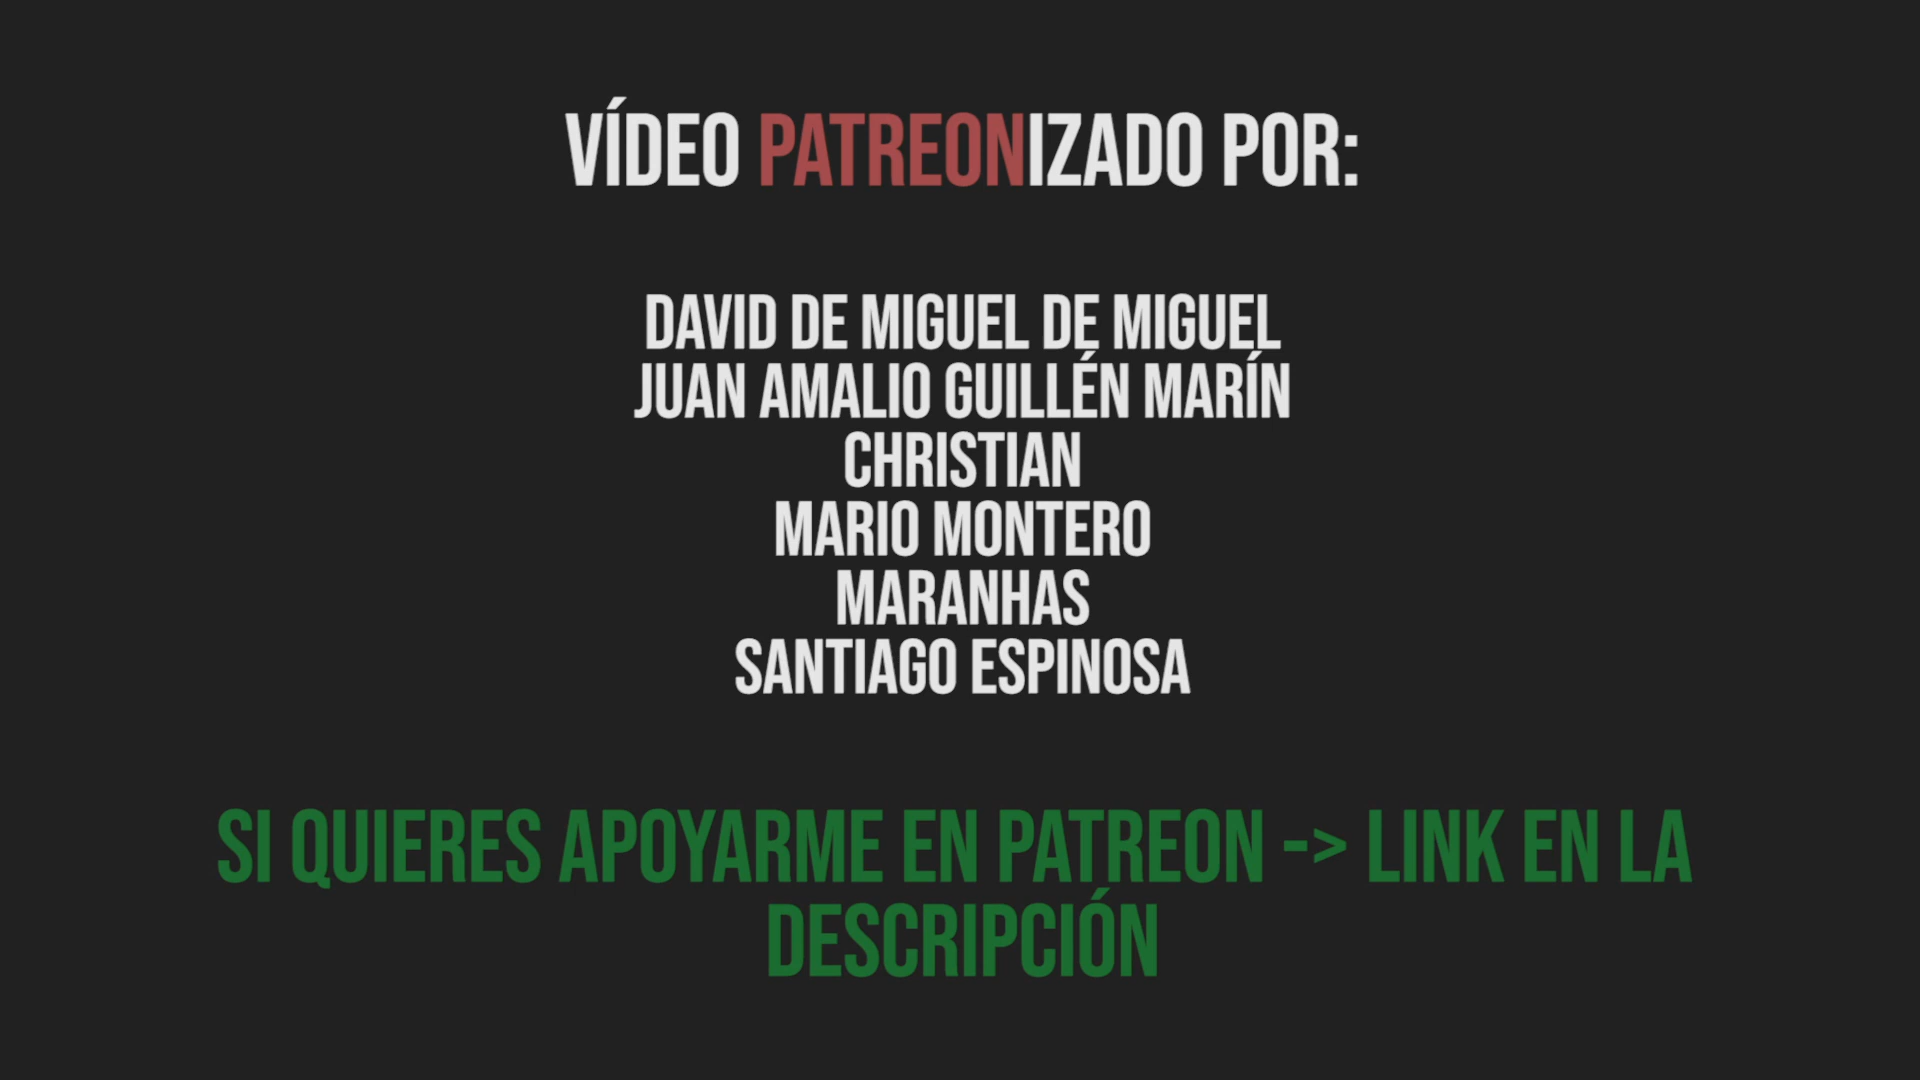 VÍDEO PATREONIZADO POR:
DAVID DE MIGUEL DE MIGUEL
JUAN AMALIO GUILLÉN MARÍN
CHRISTIAN
MARIO MONTERO
MARANHAS
SANTIAGO ESPINOSA
SI QUIERES APOYARME EN PATREON -> LINK EN LA
DESCRIPCIÓN